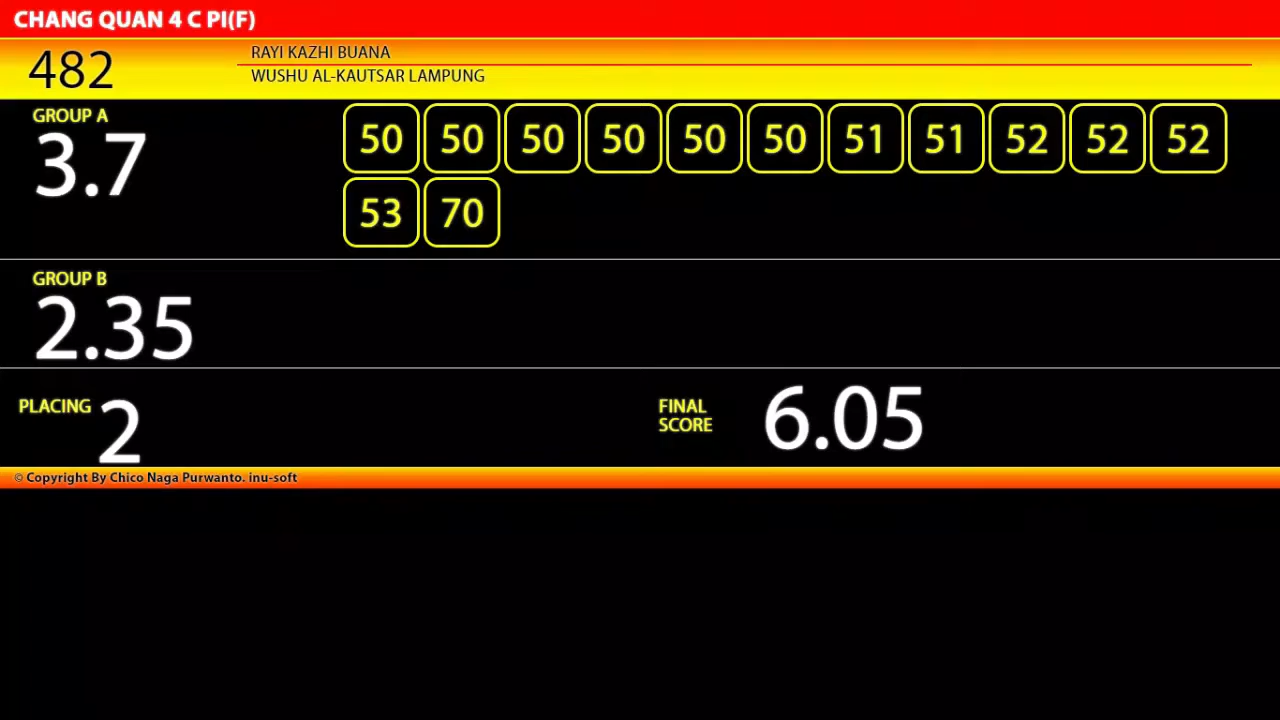 CHANG QUAN 4 C PI(F)
482
RAYI KAZHI BUANA
WUSHU AL-KAUTSAR LAMPUNG
GROUP A
3.7
50 50 50 50 50 50 51 51 52 52 52
53 70
GROUP B
2.35
PLACING 2
FINAL
SCORE
6.05
© Copyright By Chico Naga Purwanto. inu-soft